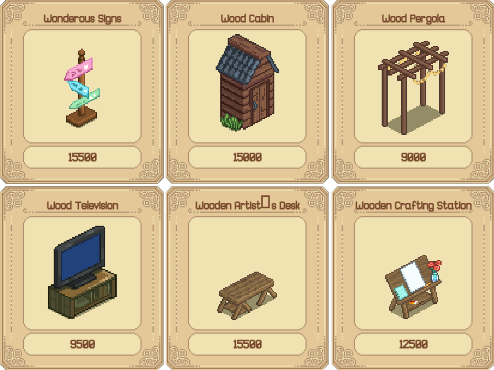 Wonderous Signs
Wood Cabin
Wood Pergola
15500
15000
9000
Wood Television
Wooden Artist□s Desk
Wooden Crafting Station
9500
15500
12500